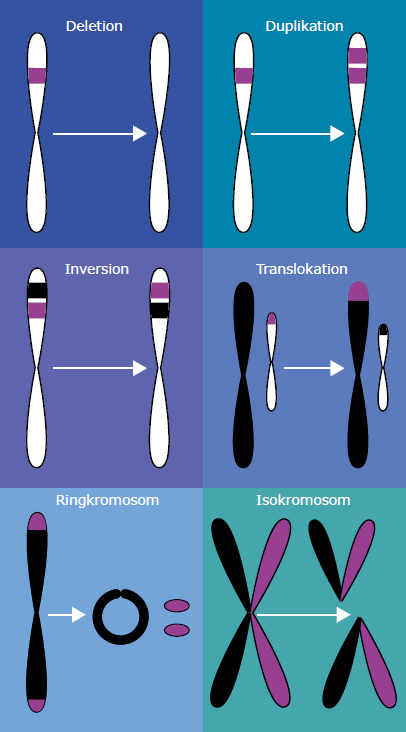 Deletion
Duplikation
Inversion
Translokation
Ringkromosom
Isokromosom